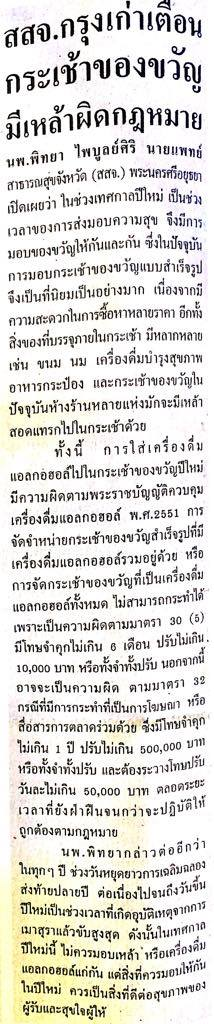 สสจ.กรุงเก่าเตือน
กระเช้าของขวัญ
มีเหล้าผิดกฎหมาย
นพ.พิทยา ไพบูลย์ศิริ นายแพทย์
สาธารณสุขจังหวัด (สสจ.) พระนครศรีอยุธยา
เปิดเผยว่า ในช่วงเทศกาลปีใหม่ เป็นช่วง
เวลาของการส่งมอบความสุข จึงมีการ
มอบของขวัญให้กันและกัน ซึ่งในปัจจุบัน
การมอบกระเช้าของขวัญแบบสำเร็จรูป
จึงเป็นที่นิยมเป็นอย่างมาก เนื่องจากมี
ความสะดวกในการซื้อหาหลายราคา อีกทั้ง
สิ่งของที่บรรจุภายในกระเช้า มีหลากหลาย
เช่น ขนม นม เครื่องดื่มบำรุงสุขภาพ
อาหารกระป๋อง และกระเช้าของขวัญใน
ปัจจุบันห้างร้านหลายแห่งมักจะมีเหล้า
สอดแทรกไปในกระเช้าด้วย
ทั้งนี้ การใส่เครื่องดื่ม
แอลกอฮอล์ไปในกระเช้าของขวัญปีใหม่
มีความผิดตามพระราชบัญญัติควบคุม
เครื่องดื่มแอลกอฮอล์ พ.ศ.2551 การ
จัดจำหน่ายกระเช้าของขวัญสำเร็จรูปที่มี
เครื่องดื่มแอลกอฮอล์รวมอยู่ด้วย หรือ
การจัดกระเช้าของขวัญที่เป็นเครื่องดื่ม
แอลกอฮอล์ทั้งหมด ไม่สามารถกระทำได้
เพราะเป็นความผิดตามมาตรา 30 (5)
มีโทษจำคุกไม่เกิน 6 เดือน ปรับไม่เกิน
10,000 บาท หรือทั้งจำทั้งปรับ นอกจากนี้
อาจจะเป็นความผิด ตามมาตรา 32
กรณีที่มีการกระทำที่เป็นการโฆษณา หรือ
สื่อสารการตลาดร่วมด้วย ซึ่งมีโทษจำคุก
ไม่เกิน 1 ปี ปรับไม่เกิน 500,000 บาท
หรือทั้งจำทั้งปรับ และต้องระวางโทษปรับ
วันละไม่เกิน 50,000 บาท ตลอดระยะ
เวลาที่ยังฝ่าฝืนจนกว่าจะปฏิบัติให้
ถูกต้องตามกฎหมาย
นพ.พิทยากล่าวต่ออีกว่า
ในทุกๆ ปี ช่วงวันหยุดยาวการเฉลิมฉลอง
ส่งท้ายปลายปี ต่อเนื่องไปจนถึงวันขึ้น
ปีใหม่เป็นช่วงเวลาที่เกิดอุบัติเหตุจากการ
เมาสุราแล้วขับสูงสุด ดังนั้นในเทศกาล
ปีใหม่นี้ ไม่ควรมอบเหล้า หรือเครื่องดื่ม
แอลกอฮอล์แก่กัน แต่สิ่งที่ควรมอบให้กัน
ในปีใหม่ ควรเป็นสิ่งที่ดีต่อสุขภาพของ
ผู้รับและสุขใจผู้ให้